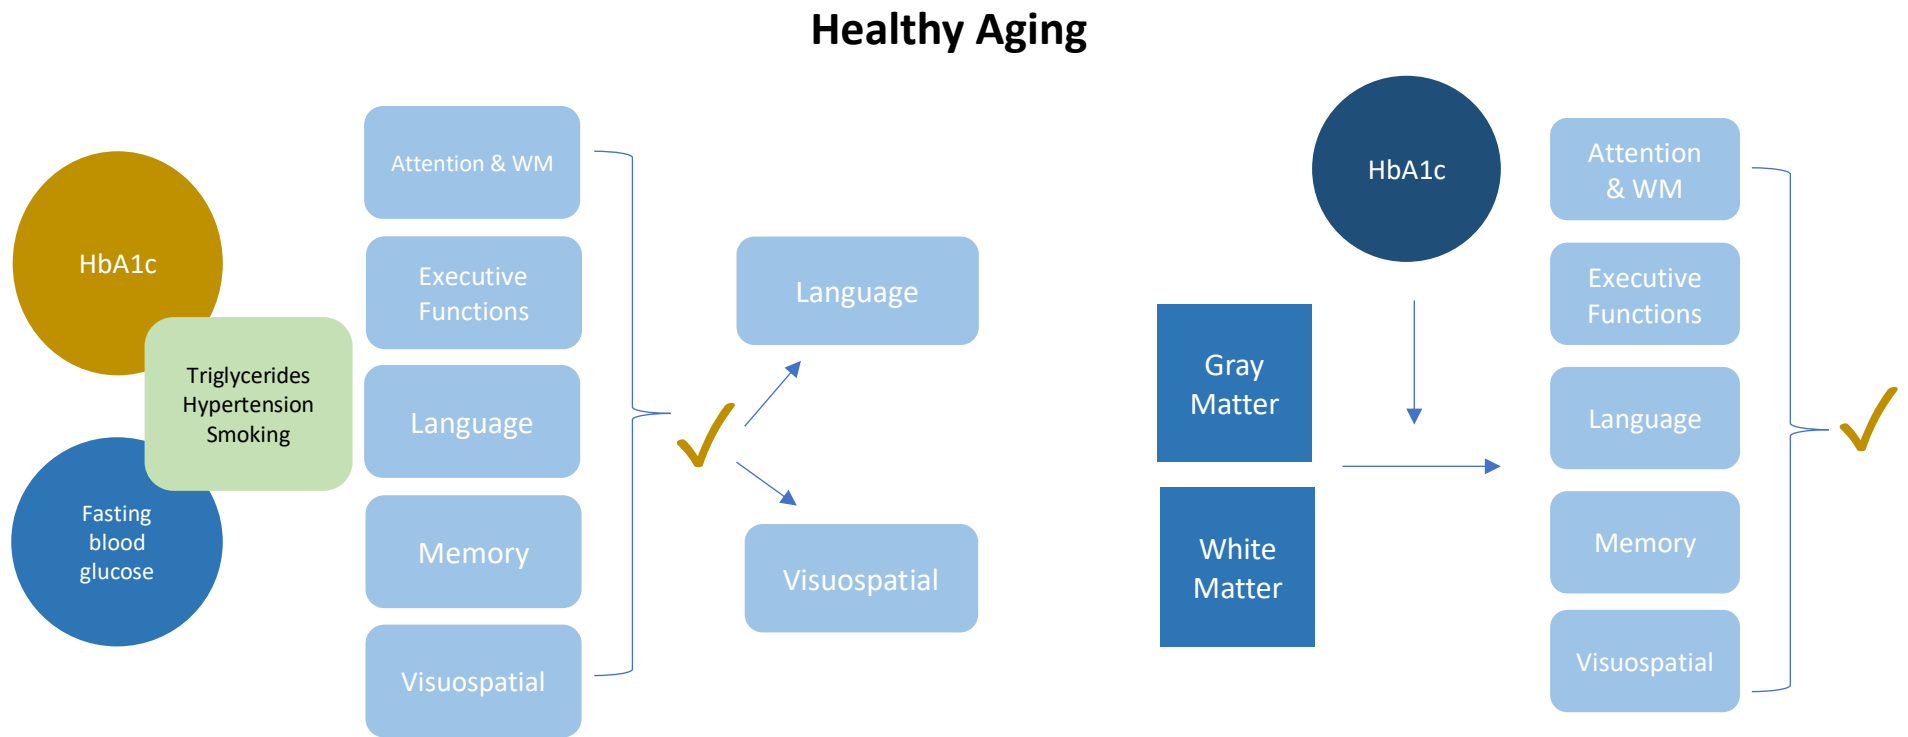 Healthy Aging
HbA1c
Triglycerides
Hypertension
Smoking
Fasting
blood
glucose
Attention & WM
Executive
Functions
Language
Memory
Visuospatial
Language
Visuospatial
HbA1c
Gray
Matter
White
Matter
Attention
& WM
Executive
Functions
Language
Memory
Visuospatial